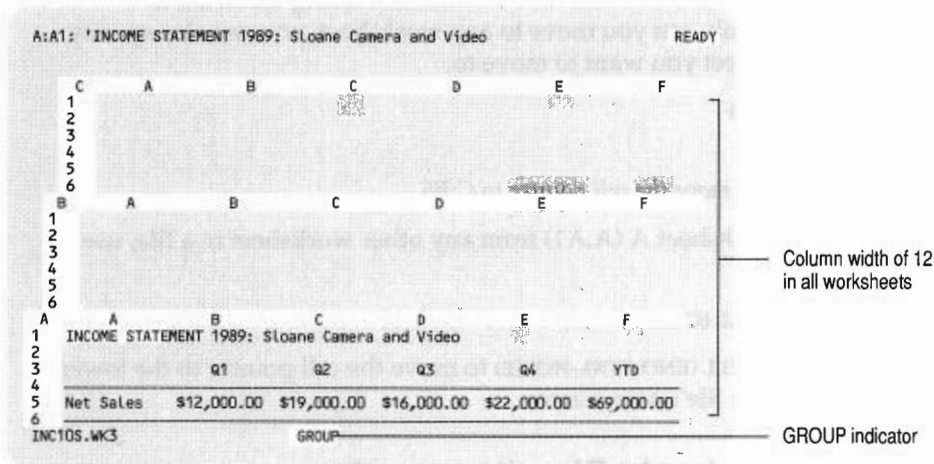 A:A1: 'INCOME STATEMENT 1989: Sloane Camera and Video READY
C A B C D E F
1
2
3
4
5
6
B A B C D E F
1
2
3
4
5
6
Column width of 12
in all worksheets
A A B C D E F
1 INCOME STATEMENT 1989: Sloane Camera and Video
2
3 Q1 Q2 Q3 Q4 YTD
4
5 Net Sales $12,000.00 $19,000.00 $16,000.00 $22,000.00 $69,000.00
6
INC1OS.WK3 GROUP GROUP indicator